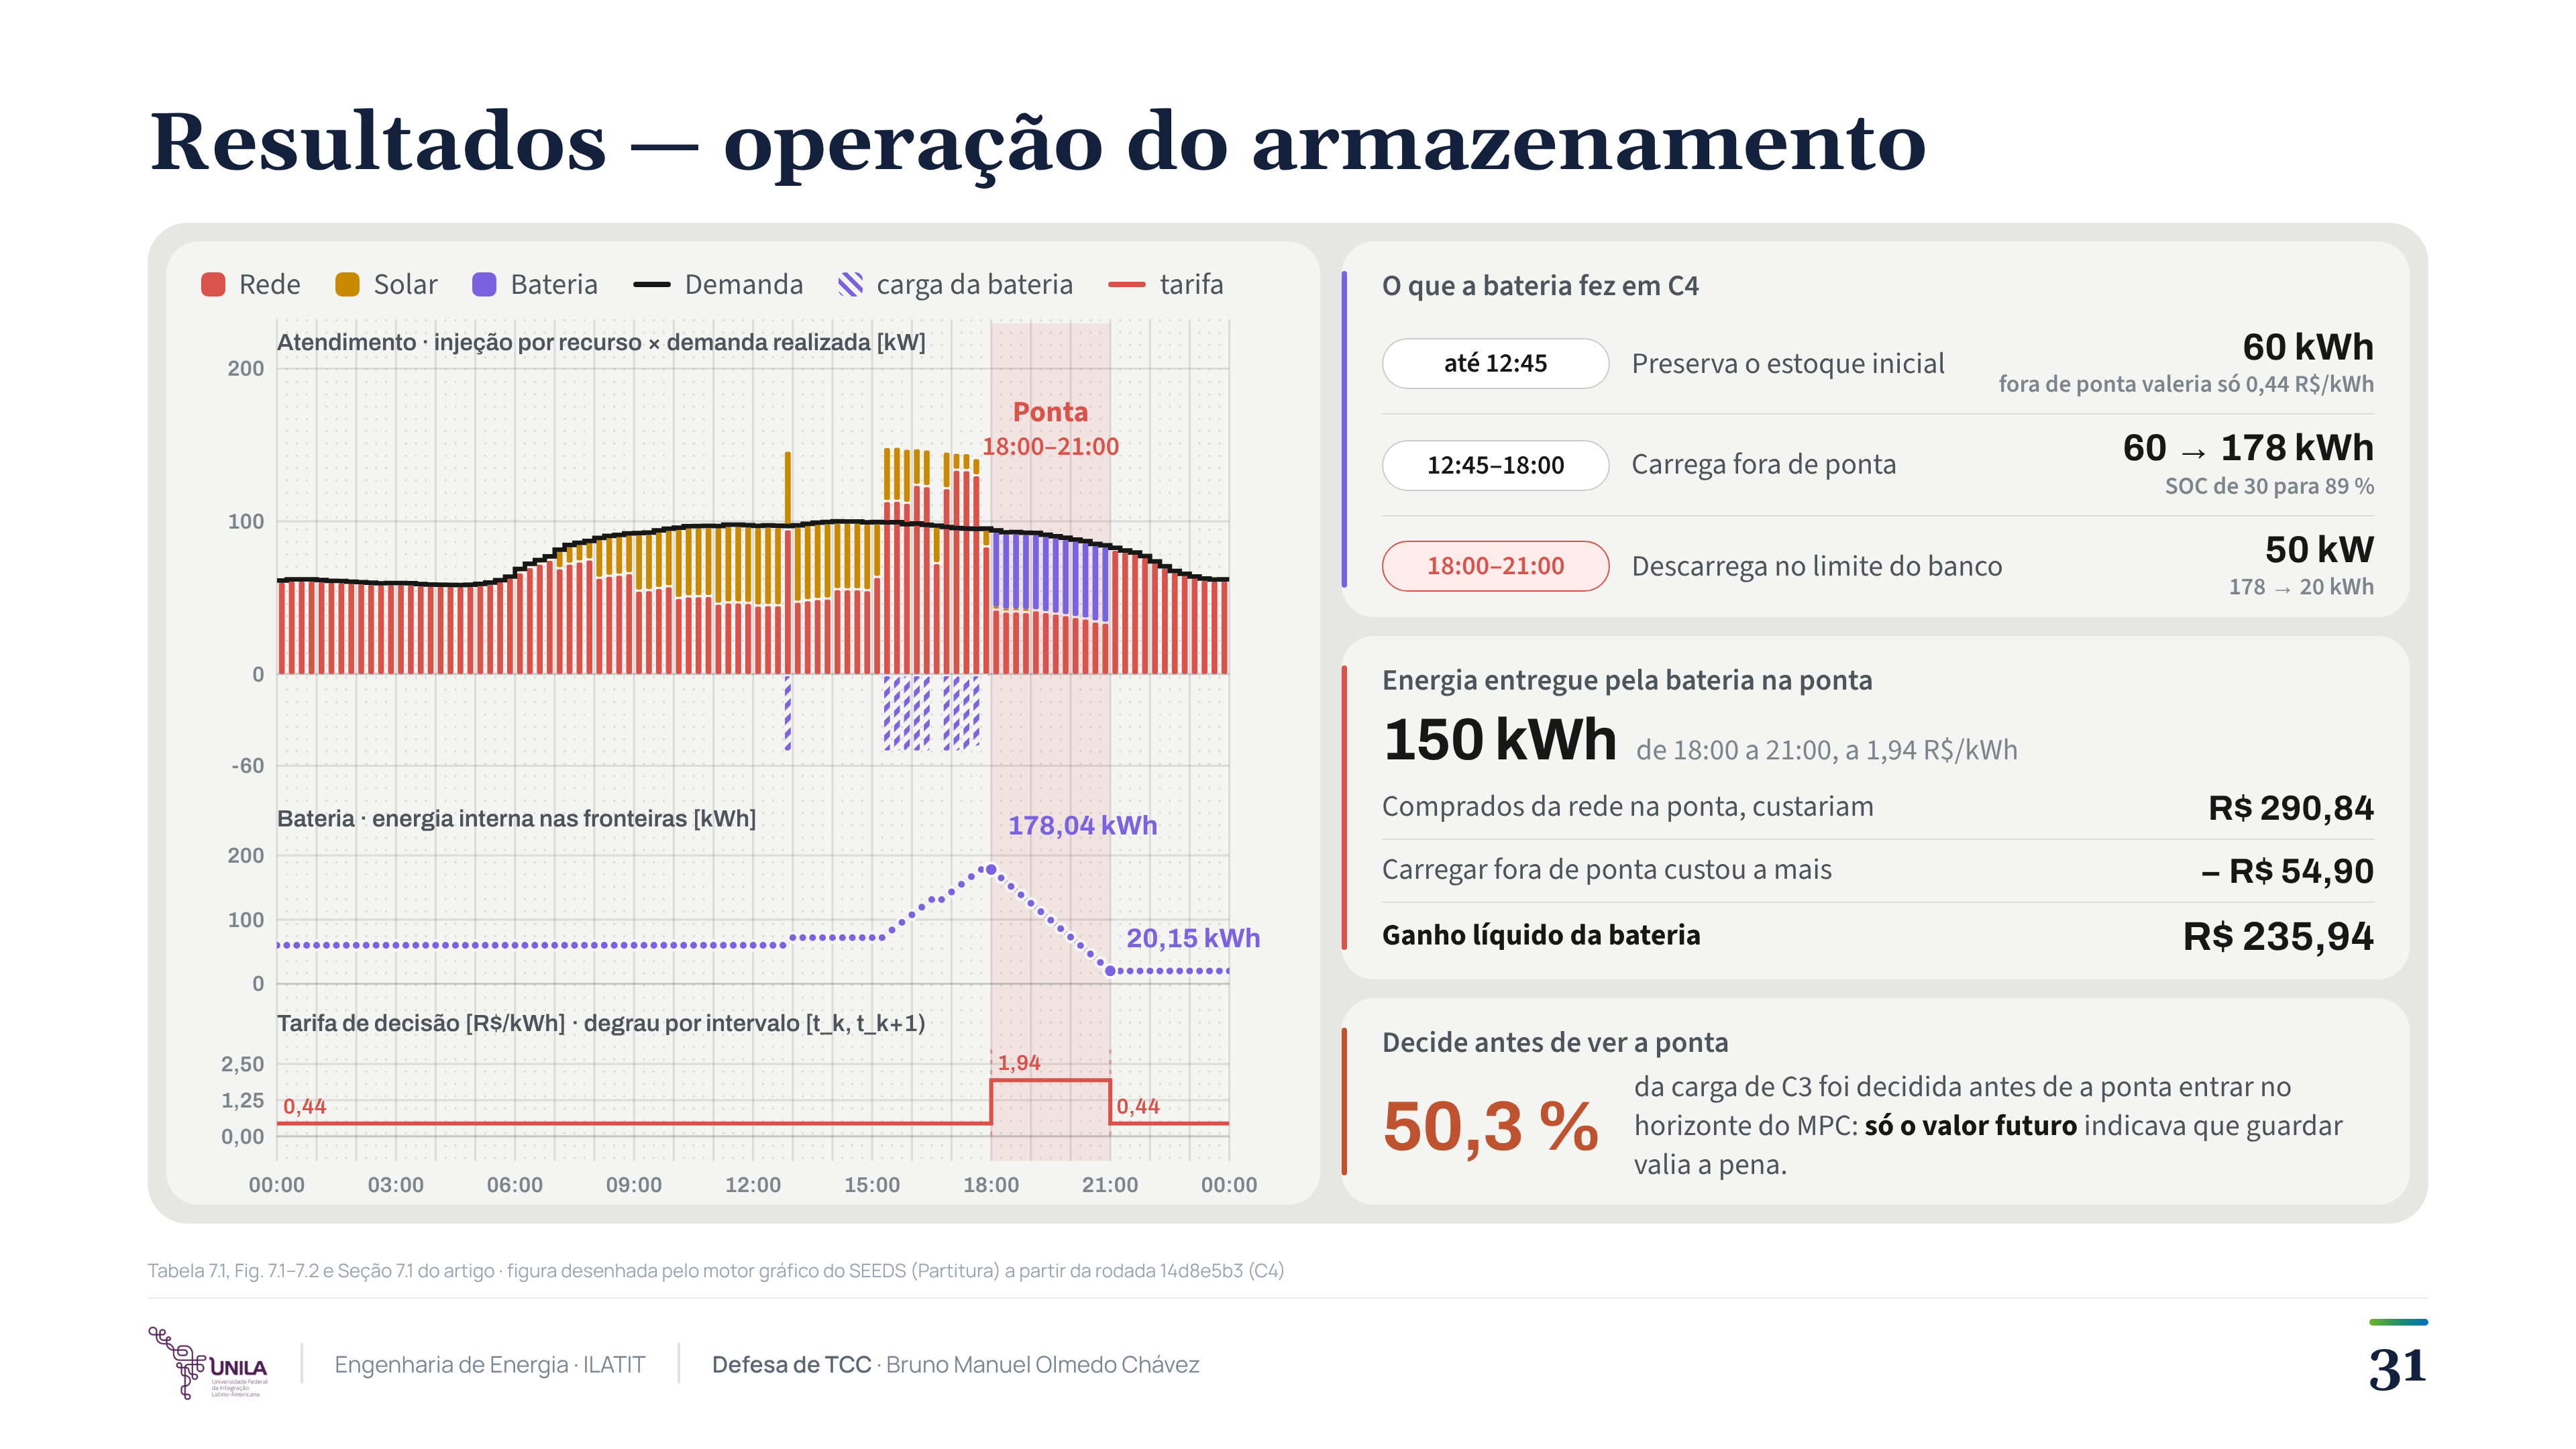 Resultados — operação do armazenamento
Rede
Solar
Bateria
Demanda
carga da bateria
tarifa
Atendimento · injeção por recurso × demanda realizada [kW]
200
100
0
-60
Ponta
18:00–21:00
Bateria · energia interna nas fronteiras [kWh]
178,04 kWh
200
100
0
20,15 kWh
Tarifa de decisão [R$/kWh] · degrau por intervalo [t_k, t_k+1)
2,50
1,25
0,00
0,44
1,94
0,44
00:00 03:00 06:00 09:00 12:00 15:00 18:00 21:00 00:00
O que a bateria fez em C4
até 12:45
Preserva o estoque inicial
60 kWh
fora de ponta valeria só 0,44 R$/kWh
12:45–18:00
Carrega fora de ponta
60 → 178 kWh
SOC de 30 para 89 %
18:00–21:00
Descarrega no limite do banco
50 kW
178 → 20 kWh
Energia entregue pela bateria na ponta
150 kWh de 18:00 a 21:00, a 1,94 R$/kWh
Comprados da rede na ponta, custariam R$ 290,84
Carregar fora de ponta custou a mais – R$ 54,90
Ganho líquido da bateria R$ 235,94
Decide antes de ver a ponta
50,3 %
da carga de C3 foi decidida antes de a ponta entrar no
horizonte do MPC: só o valor futuro indicava que guardar
valia a pena.
Tabela 7.1, Fig. 7.1–7.2 e Seção 7.1 do artigo · figura desenhada pelo motor gráfico do SEEDS (Partitura) a partir da rodada 14d8e5b3 (C4)
UNILA
Universidade Federal
da Integração
Latino-Americana
Engenharia de Energia · ILATIT
Defesa de TCC · Bruno Manuel Olmedo Chávez
31